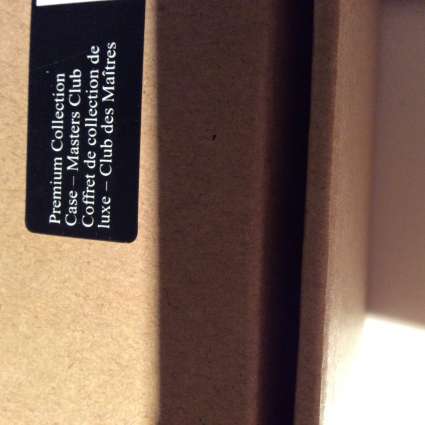 Premium Collection
Case – Masters Club
Coffret de collection de
luxe – Club des Maîtres